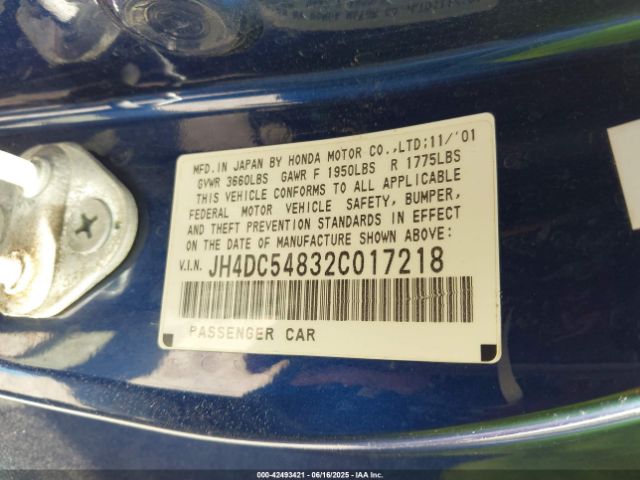 MFD.IN JAPAN BY HONDA MOTOR CO.,LTD;11/'01
GVWR 3660LBS GAWR F 1950LBS R 1775LBS
THIS VEHICLE CONFORMS TO ALL APPLICABLE
FEDERAL MOTOR VEHICLE SAFETY, BUMPER,
AND THEFT PREVENTION STANDARDS IN EFFECT
ON THE DATE OF MANUFACTURE SHOWN ABOVE:
V.I.N. JH4DC54832C017218
PASSENGER CAR
000-42493421 - 06/16/2025 - IAA Inc.